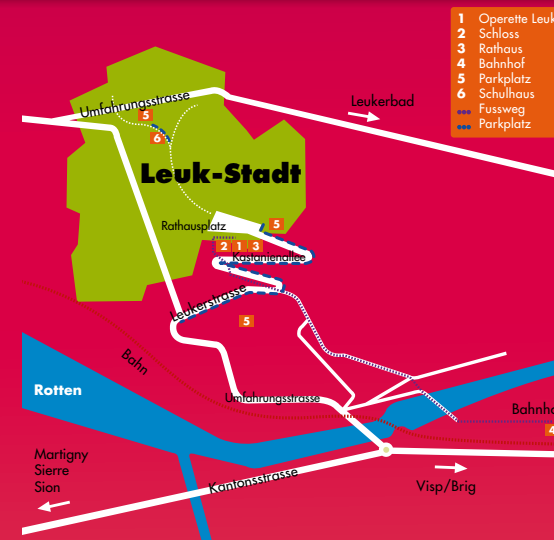 1 Operette Leuk
2 Schloss
3 Rathaus
4 Bahnhof
5 Parkplatz
6 Schulhaus
Fussweg
Parkplatz
Umfahrungsstrasse
Leukerbad
5
6
Leuk-Stadt
Rathausplatz
5
2 1 3
Kastanienallee
Leukerstrasse
5
Bahn
Rotten
Umfahrungsstrasse
Bahnho
4
Martigny
Sierre
Sion
Kantonsstrasse
Visp/Brig